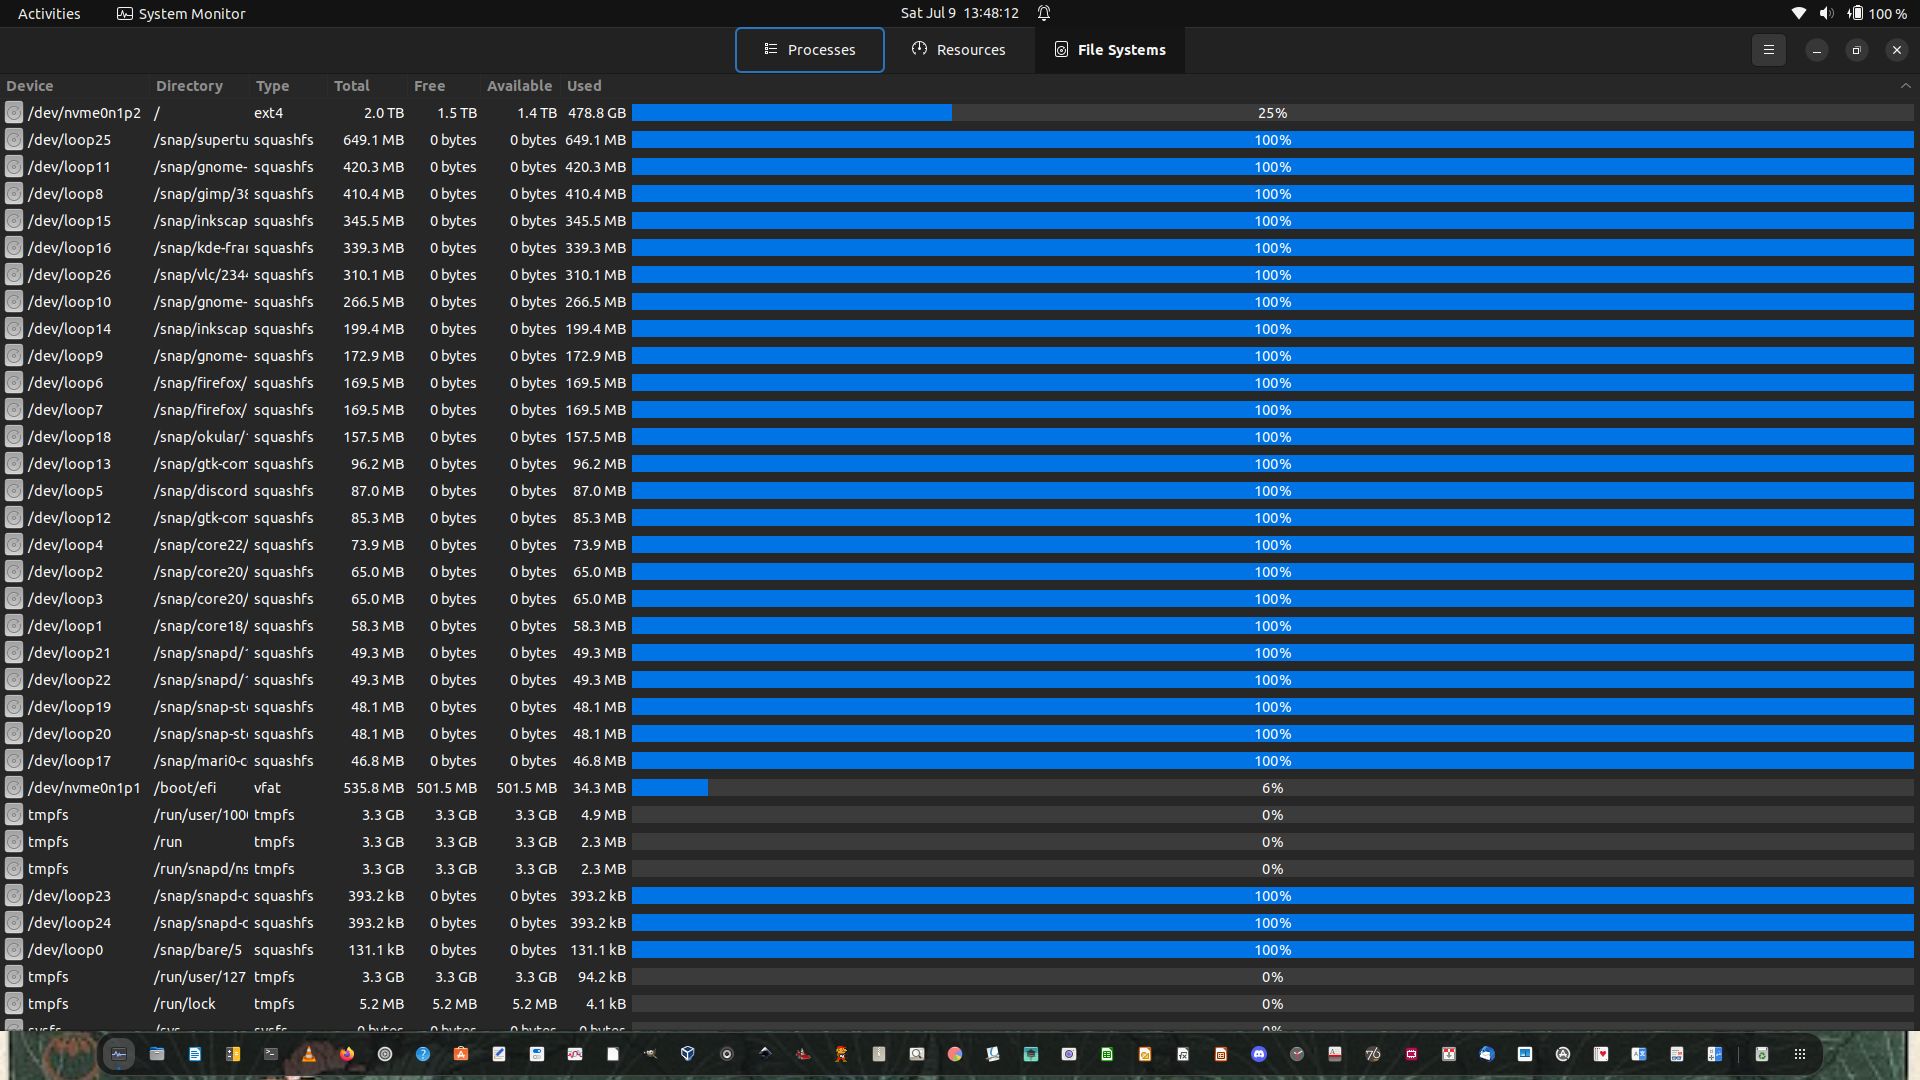 Activities System Monitor Sat Jul 9 13:48:12 100 %
Processes Resources File Systems
Device Directory Type Total Free Available Used
/dev/nvme0n1p2 / ext4 2.0 TB 1.5 TB 1.4 TB 478.8 GB 25%
/dev/loop25 /snap/supertu squashfs 649.1 MB 0 bytes 0 bytes 649.1 MB 100%
/dev/loop11 /snap/gnome- squashfs 420.3 MB 0 bytes 0 bytes 420.3 MB 100%
/dev/loop8 /snap/gimp/38 squashfs 410.4 MB 0 bytes 0 bytes 410.4 MB 100%
/dev/loop15 /snap/inkscap squashfs 345.5 MB 0 bytes 0 bytes 345.5 MB 100%
/dev/loop16 /snap/kde-fra squashfs 339.3 MB 0 bytes 0 bytes 339.3 MB 100%
/dev/loop26 /snap/vlc/2344 squashfs 310.1 MB 0 bytes 0 bytes 310.1 MB 100%
/dev/loop10 /snap/gnome- squashfs 266.5 MB 0 bytes 0 bytes 266.5 MB 100%
/dev/loop14 /snap/inkscap squashfs 199.4 MB 0 bytes 0 bytes 199.4 MB 100%
/dev/loop9 /snap/gnome- squashfs 172.9 MB 0 bytes 0 bytes 172.9 MB 100%
/dev/loop6 /snap/firefox/ squashfs 169.5 MB 0 bytes 0 bytes 169.5 MB 100%
/dev/loop7 /snap/firefox/ squashfs 169.5 MB 0 bytes 0 bytes 169.5 MB 100%
/dev/loop18 /snap/okular/ squashfs 157.5 MB 0 bytes 0 bytes 157.5 MB 100%
/dev/loop13 /snap/gtk-com squashfs 96.2 MB 0 bytes 0 bytes 96.2 MB 100%
/dev/loop5 /snap/discord squashfs 87.0 MB 0 bytes 0 bytes 87.0 MB 100%
/dev/loop12 /snap/gtk-com squashfs 85.3 MB 0 bytes 0 bytes 85.3 MB 100%
/dev/loop4 /snap/core22/ squashfs 73.9 MB 0 bytes 0 bytes 73.9 MB 100%
/dev/loop2 /snap/core20/ squashfs 65.0 MB 0 bytes 0 bytes 65.0 MB 100%
/dev/loop3 /snap/core20/ squashfs 65.0 MB 0 bytes 0 bytes 65.0 MB 100%
/dev/loop1 /snap/core18/ squashfs 58.3 MB 0 bytes 0 bytes 58.3 MB 100%
/dev/loop21 /snap/snapd/1 squashfs 49.3 MB 0 bytes 0 bytes 49.3 MB 100%
/dev/loop22 /snap/snapd/1 squashfs 49.3 MB 0 bytes 0 bytes 49.3 MB 100%
/dev/loop19 /snap/snap-st squashfs 48.1 MB 0 bytes 0 bytes 48.1 MB 100%
/dev/loop20 /snap/snap-st squashfs 48.1 MB 0 bytes 0 bytes 48.1 MB 100%
/dev/loop17 /snap/mari0-c squashfs 46.8 MB 0 bytes 0 bytes 46.8 MB 100%
/dev/nvme0n1p1 /boot/efi vfat 535.8 MB 501.5 MB 501.5 MB 34.3 MB 6%
tmpfs /run/user/100 tmpfs 3.3 GB 3.3 GB 3.3 GB 4.9 MB 0%
tmpfs /run tmpfs 3.3 GB 3.3 GB 3.3 GB 2.3 MB 0%
tmpfs /run/snapd/ns tmpfs 3.3 GB 3.3 GB 3.3 GB 2.3 MB 0%
/dev/loop23 /snap/snapd-c squashfs 393.2 kB 0 bytes 0 bytes 393.2 kB 100%
/dev/loop24 /snap/snapd-c squashfs 393.2 kB 0 bytes 0 bytes 393.2 kB 100%
/dev/loop0 /snap/bare/5 squashfs 131.1 kB 0 bytes 0 bytes 131.1 kB 100%
tmpfs /run/user/127 tmpfs 3.3 GB 3.3 GB 3.3 GB 94.2 kB 0%
tmpfs /run/lock tmpfs 5.2 MB 5.2 MB 5.2 MB 4.1 kB 0%
sysfs /sys sysfs 0 bytes 0 bytes 0 bytes 0 bytes 0%